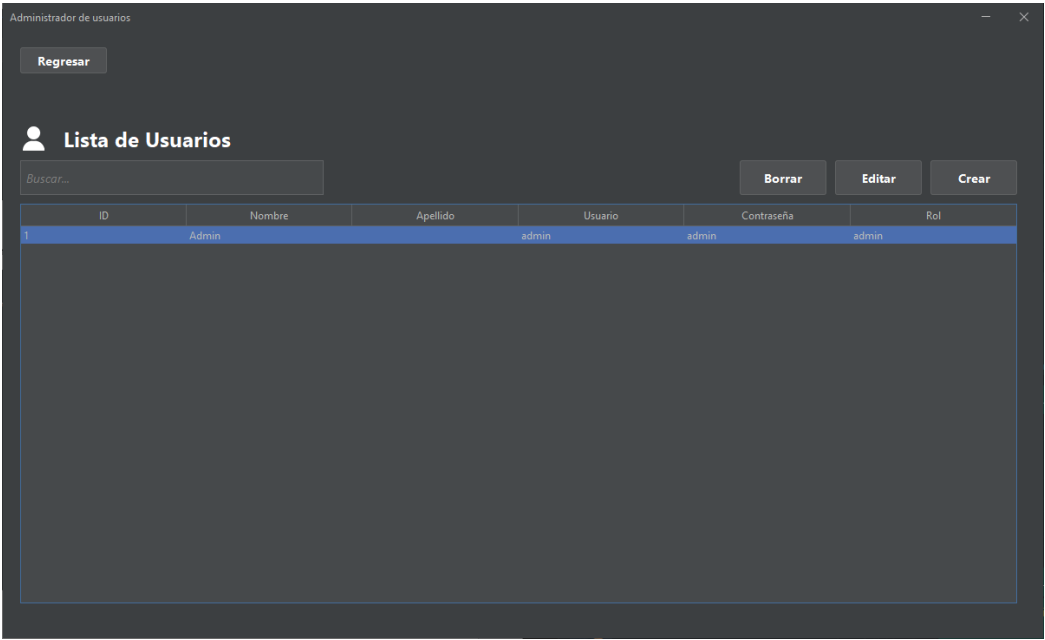 Administrador de usuarios
Regresar
Lista de Usuarios
Buscar...
Borrar Editar Crear
ID Nombre Apellido Usuario Contraseña Rol
1 Admin admin admin admin